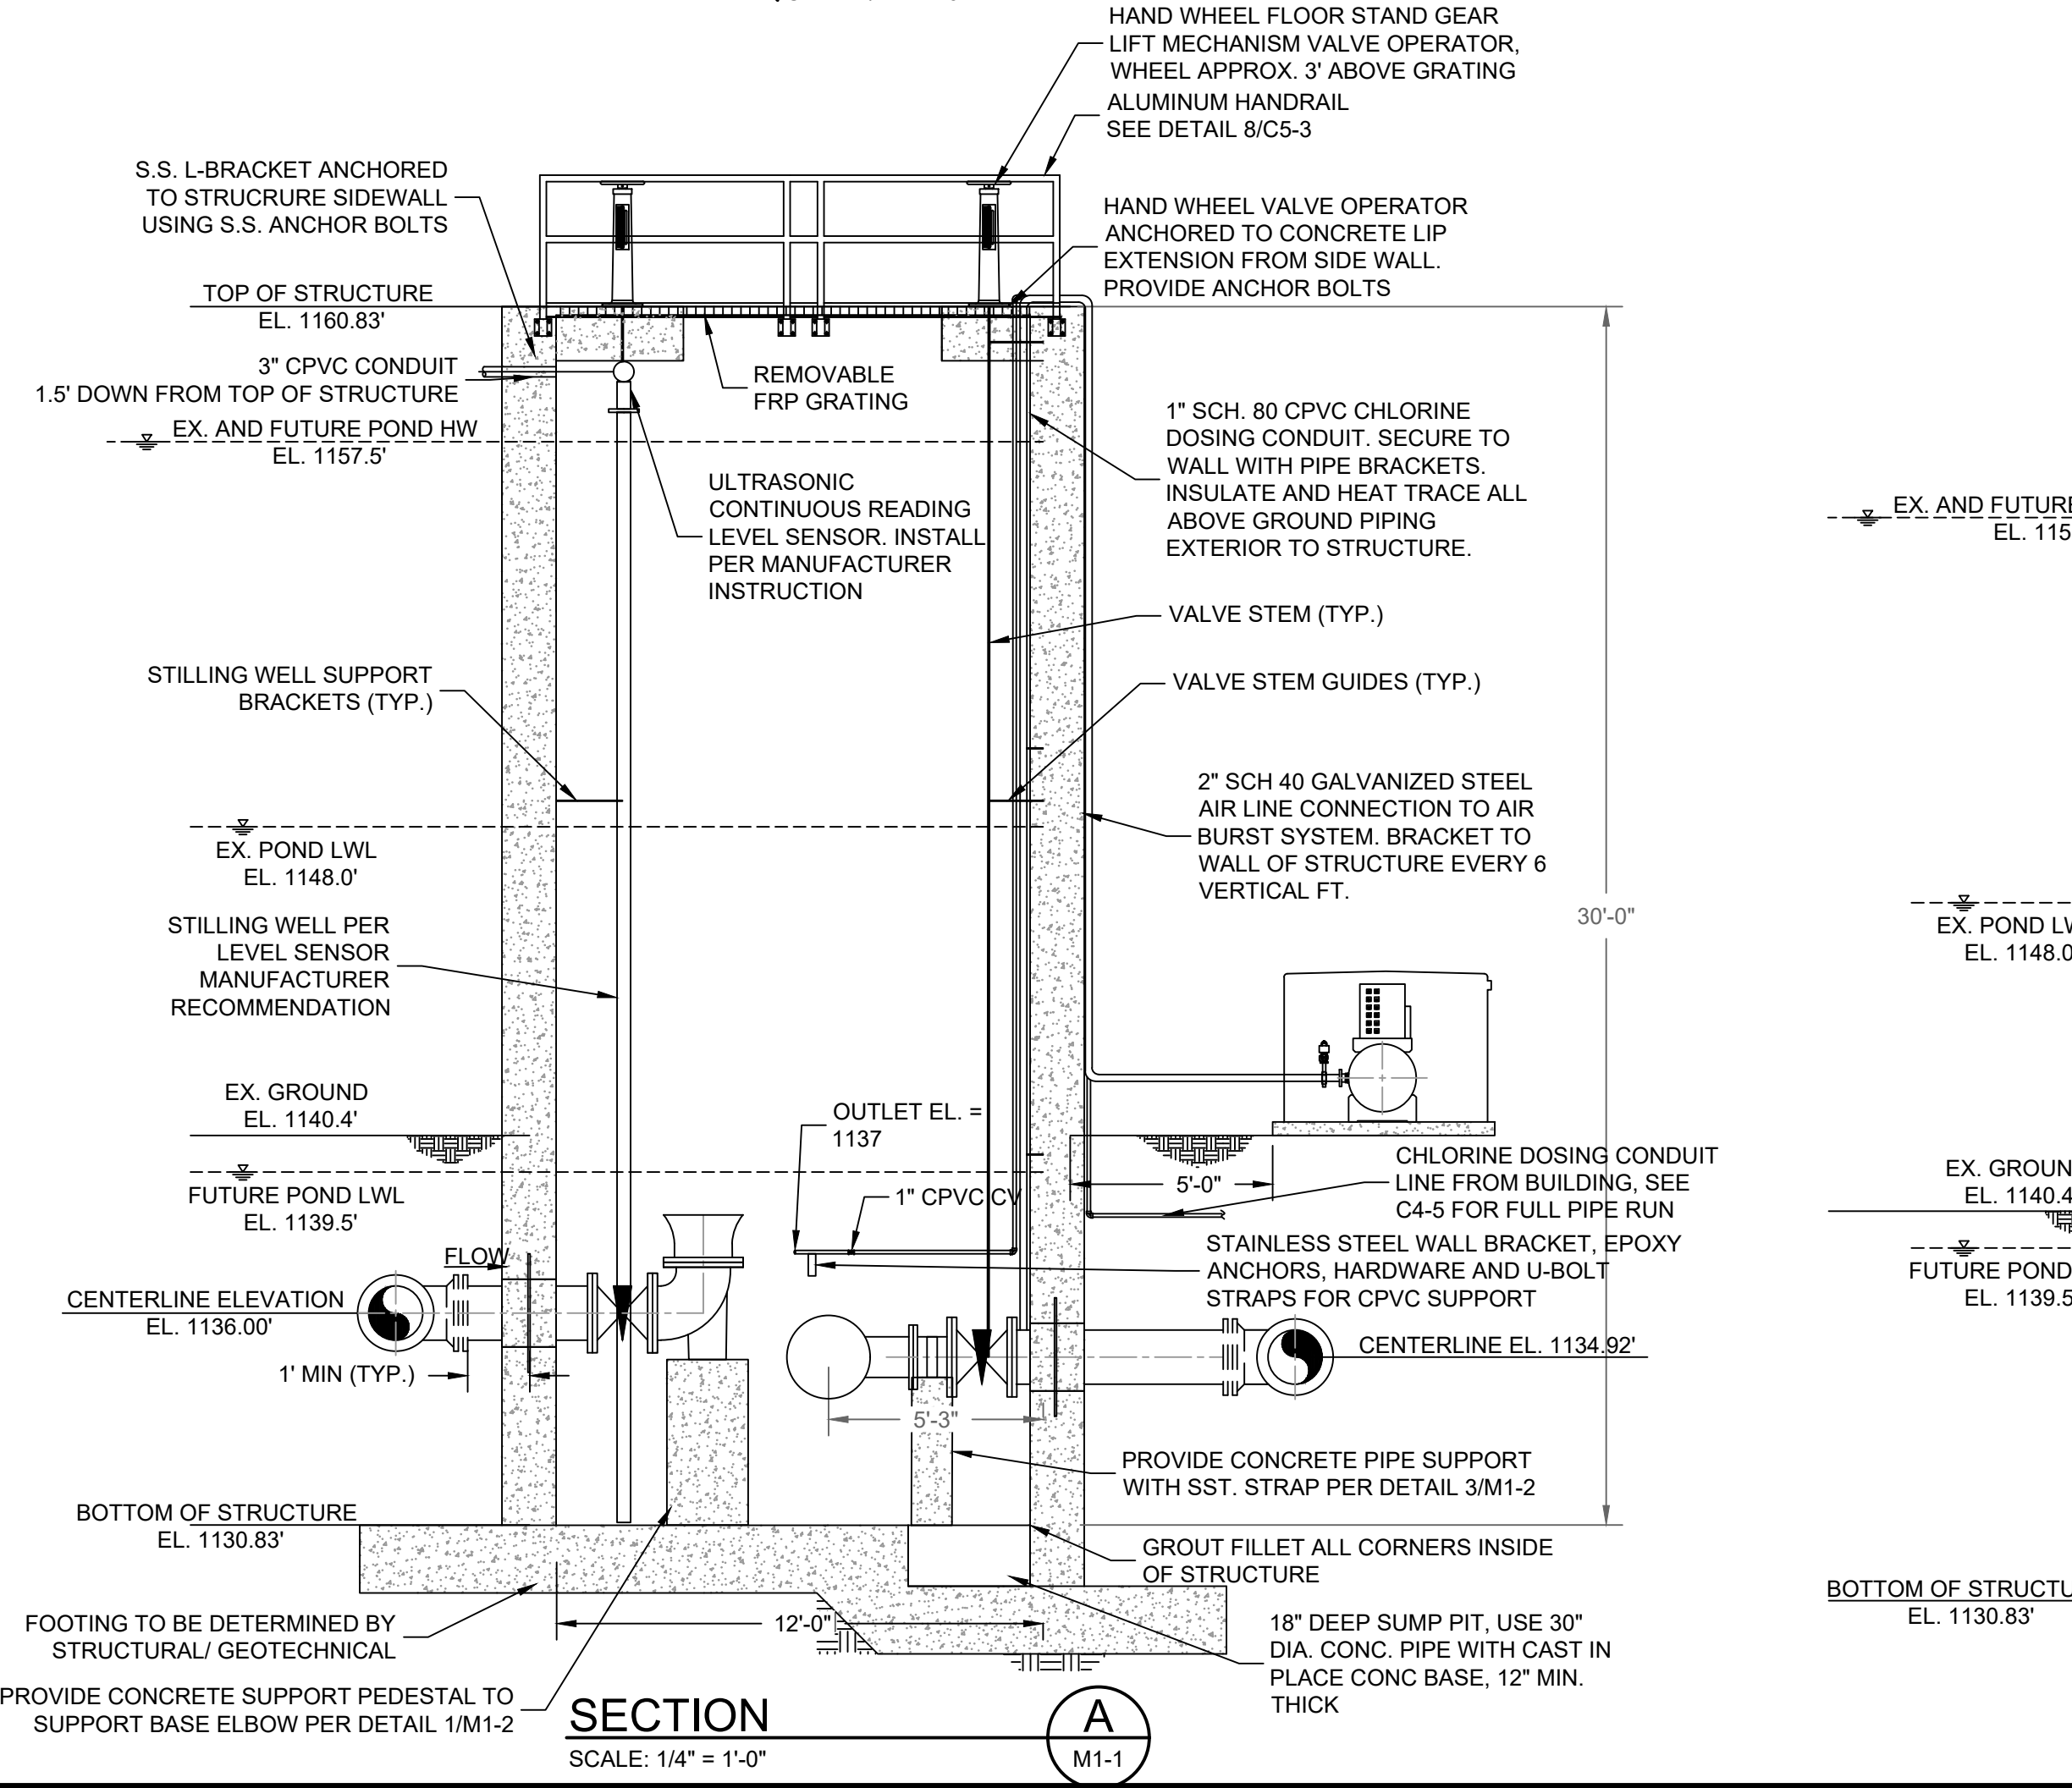 HAND WHEEL FLOOR STAND GEAR
LIFT MECHANISM VALVE OPERATOR,
WHEEL APPROX. 3' ABOVE GRATING
ALUMINUM HANDRAIL
SEE DETAIL 8/C5-3
S.S. L-BRACKET ANCHORED
TO STRUCRURE SIDEWALL
USING S.S. ANCHOR BOLTS
HAND WHEEL VALVE OPERATOR
ANCHORED TO CONCRETE LIP
EXTENSION FROM SIDE WALL.
PROVIDE ANCHOR BOLTS
TOP OF STRUCTURE
EL. 1160.83'
3" CPVC CONDUIT
1.5' DOWN FROM TOP OF STRUCTURE
REMOVABLE
FRP GRATING
EX. AND FUTURE POND HW
EL. 1157.5'
1" SCH. 80 CPVC CHLORINE
DOSING CONDUIT. SECURE TO
WALL WITH PIPE BRACKETS.
INSULATE AND HEAT TRACE ALL
ABOVE GROUND PIPING
EXTERIOR TO STRUCTURE.
ULTRASONIC
CONTINUOUS READING
LEVEL SENSOR. INSTALL
PER MANUFACTURER
INSTRUCTION
VALVE STEM (TYP.)
STILLING WELL SUPPORT
BRACKETS (TYP.)
VALVE STEM GUIDES (TYP.)
2" SCH 40 GALVANIZED STEEL
AIR LINE CONNECTION TO AIR
BURST SYSTEM. BRACKET TO
WALL OF STRUCTURE EVERY 6
VERTICAL FT.
EX. POND LWL
EL. 1148.0'
30'-0"
STILLING WELL PER
LEVEL SENSOR
MANUFACTURER
RECOMMENDATION
EX. GROUND
EL. 1140.4'
OUTLET EL. =
1137
FUTURE POND LWL
EL. 1139.5'
1" CPVC CV
5'-0"
CHLORINE DOSING CONDUIT
LINE FROM BUILDING, SEE
C4-5 FOR FULL PIPE RUN
FLOW
STAINLESS STEEL WALL BRACKET, EPOXY
ANCHORS, HARDWARE AND U-BOLT
STRAPS FOR CPVC SUPPORT
CENTERLINE ELEVATION
EL. 1136.00'
CENTERLINE EL. 1134.92'
1' MIN (TYP.)
5'-3"
PROVIDE CONCRETE PIPE SUPPORT
WITH SST. STRAP PER DETAIL 3/M1-2
BOTTOM OF STRUCTURE
EL. 1130.83'
GROUT FILLET ALL CORNERS INSIDE
OF STRUCTURE
FOOTING TO BE DETERMINED BY
STRUCTURAL/ GEOTECHNICAL
12'-0"
18" DEEP SUMP PIT, USE 30"
DIA. CONC. PIPE WITH CAST IN
PLACE CONC BASE, 12" MIN.
THICK
PROVIDE CONCRETE SUPPORT PEDESTAL TO
SUPPORT BASE ELBOW PER DETAIL 1/M1-2
SECTION
A
SCALE: 1/4" = 1'-0"
M1-1
EX. AND FUTURE
EL. 115
EX. POND LW
EL. 1148.0
EX. GROUN
EL. 1140.4
FUTURE POND
EL. 1139.5
BOTTOM OF STRUCTU
EL. 1130.83'